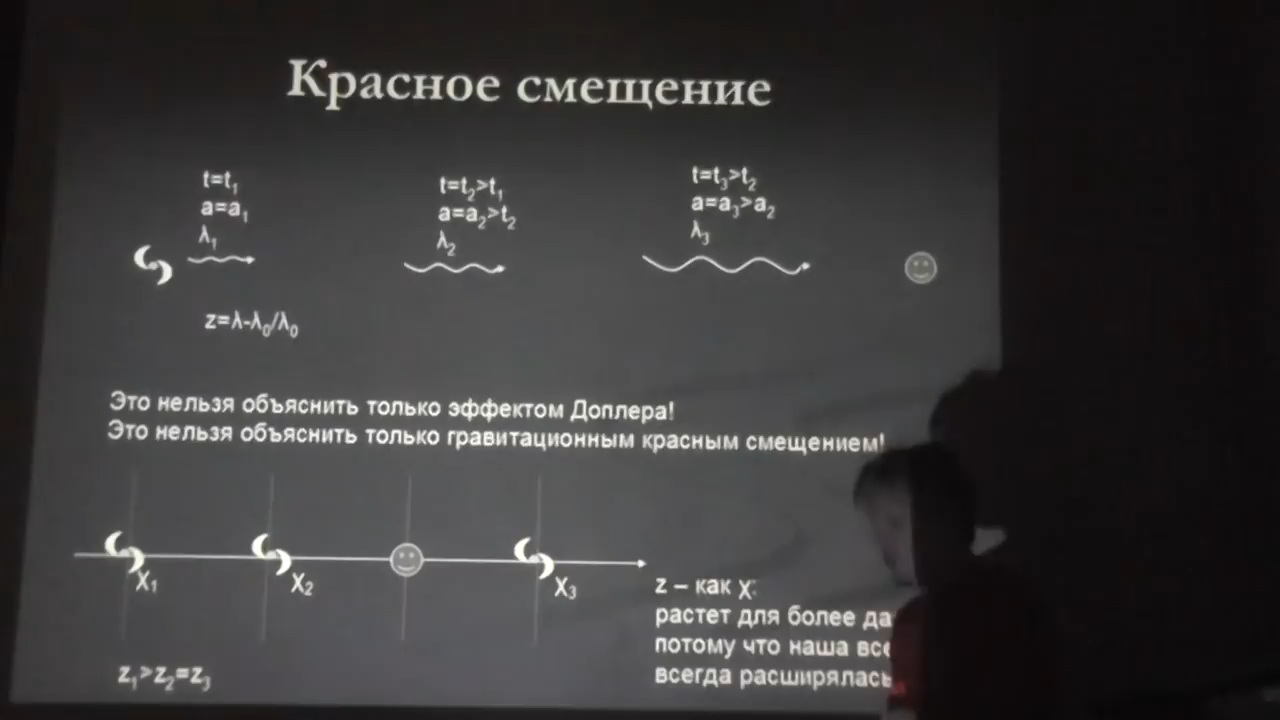 Красное смещение
t=t₁
a=a₁
λ₁
t=t₂>t₁
a=a₂>t₂
λ₂
t=t₃>t₂
a=a₃>a₂
λ₃
z=λ-λ₀/λ₀
Это нельзя объяснить только эффектом Доплера!
Это нельзя объяснить только гравитационным красным смещением!
X₁
X₂
X₃
z – как χ:
растет для более да
потому что наша все
всегда расширялась
z₁>z₂=z₃